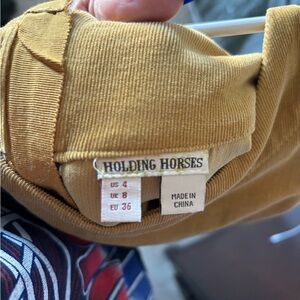 HOLDING HORSES
US 4
UK 8
EU 36
MADE IN
CHINA